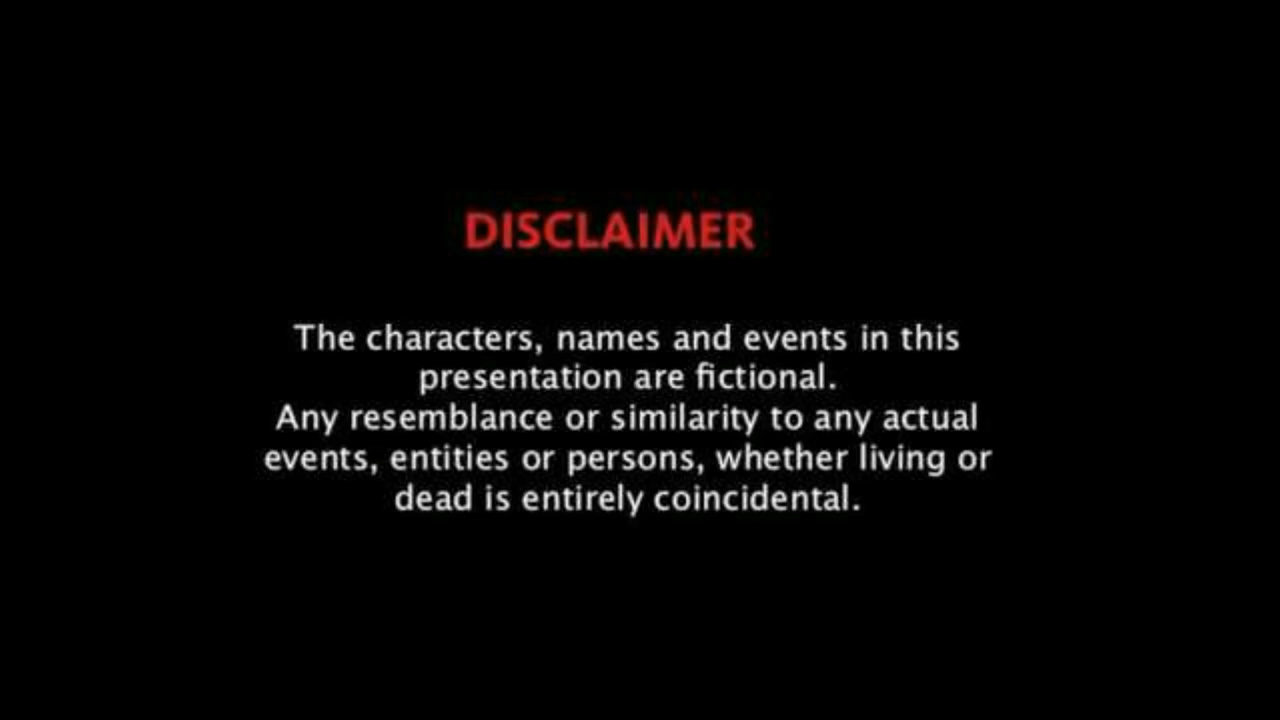 DISCLAIMER
The characters, names and events in this
presentation are fictional.
Any resemblance or similarity to any actual
events, entities or persons, whether living or
dead is entirely coincidental.